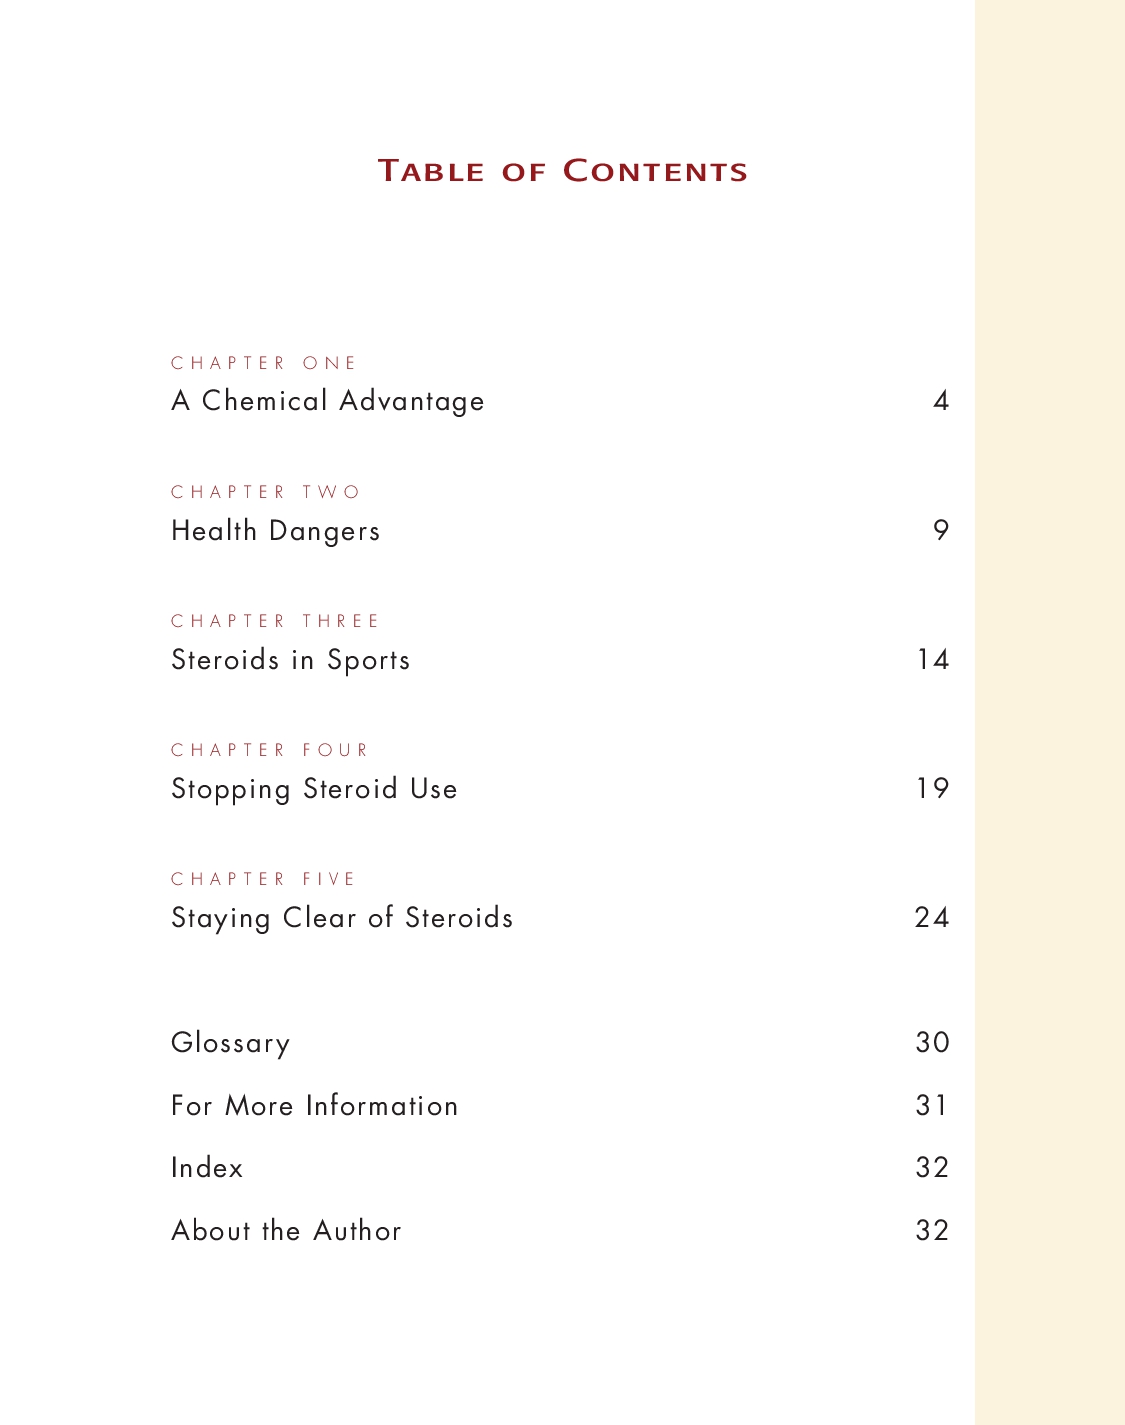 Table of Contents
CHAPTER ONE
A Chemical Advantage 4
CHAPTER TWO
Health Dangers 9
CHAPTER THREE
Steroids in Sports 14
CHAPTER FOUR
Stopping Steroid Use 19
CHAPTER FIVE
Staying Clear of Steroids 24
Glossary 30
For More Information 31
Index 32
About the Author 32